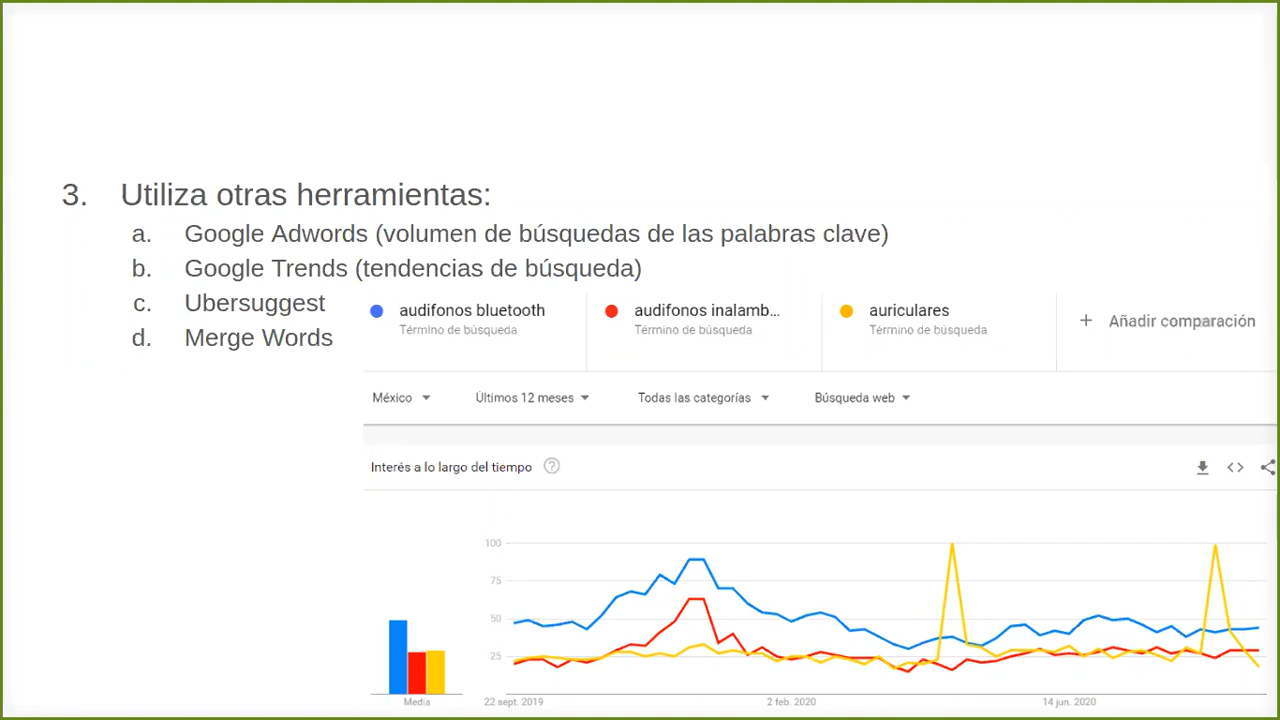 3. Utiliza otras herramientas:
a. Google Adwords (volumen de búsquedas de las palabras clave)
b. Google Trends (tendencias de búsqueda)
c. Ubersuggest
d. Merge Words
audifonos bluetooth
Término de búsqueda
audifonos inalamb...
Término de búsqueda
auriculares
Término de búsqueda
+ Añadir comparación
México
Últimos 12 meses
Todas las categorías
Búsqueda web
Interés a lo largo del tiempo ?
100
75
50
25
Media
22 sept. 2019
2 feb. 2020
14 jun. 2020